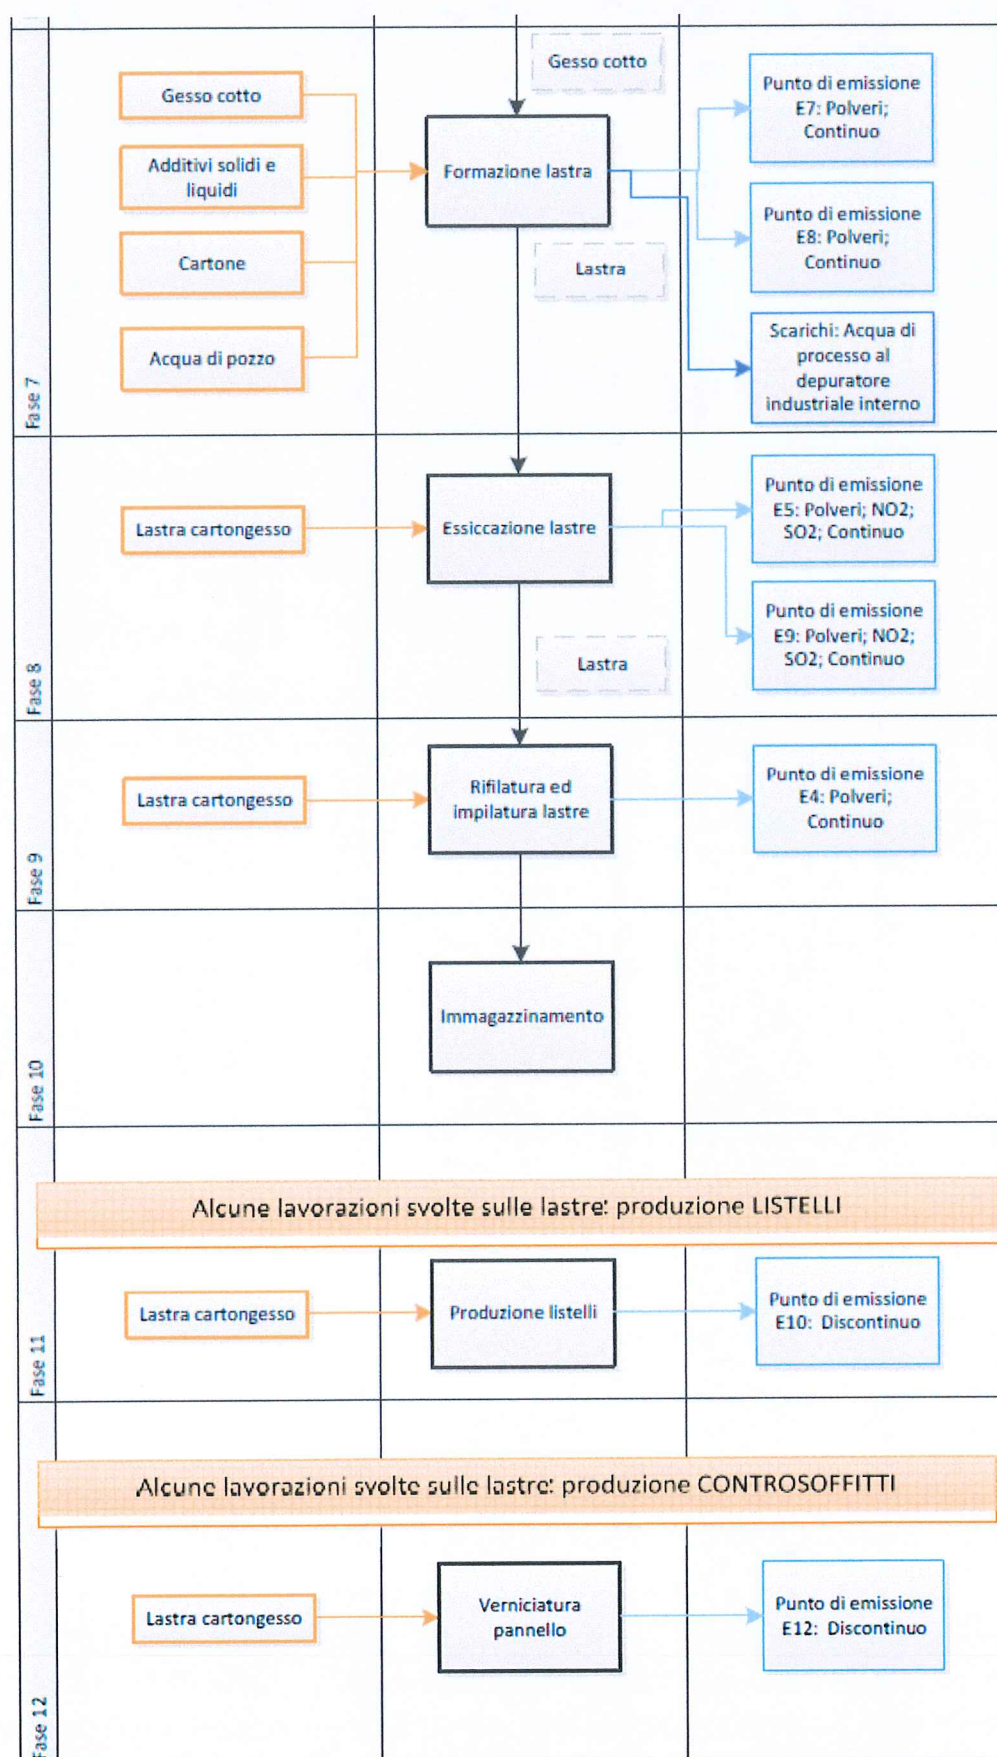 Gesso cotto
Gesso cotto
Additivi solidi e
liquidi
Cartone
Acqua di pozzo
Formazione lastra
Lastra
Punto di emissione
E7: Polveri;
Continuo
Punto di emissione
E8: Polveri;
Continuo
Scarichi: Acqua di
processo al
depuratore
industriale interno
Fase 7
Lastra cartongesso
Essiccazione lastre
Lastra
Punto di emissione
E5: Polveri; NO2;
SO2; Continuo
Punto di emissione
E9: Polveri; NO2;
SO2; Continuo
Fase 8
Lastra cartongesso
Rifilatura ed
impilatura lastre
Punto di emissione
E4: Polveri;
Continuo
Fase 9
Immagazzinamento
Fase 10
Alcune lavorazioni svolte sulle lastre: produzione LISTELLI
Lastra cartongesso
Produzione listelli
Punto di emissione
E10: Discontinuo
Fase 11
Alcune lavorazioni svolte sulle lastre: produzione CONTROSOFFITTI
Lastra cartongesso
Verniciatura
pannello
Punto di emissione
E12: Discontinuo
Fase 12